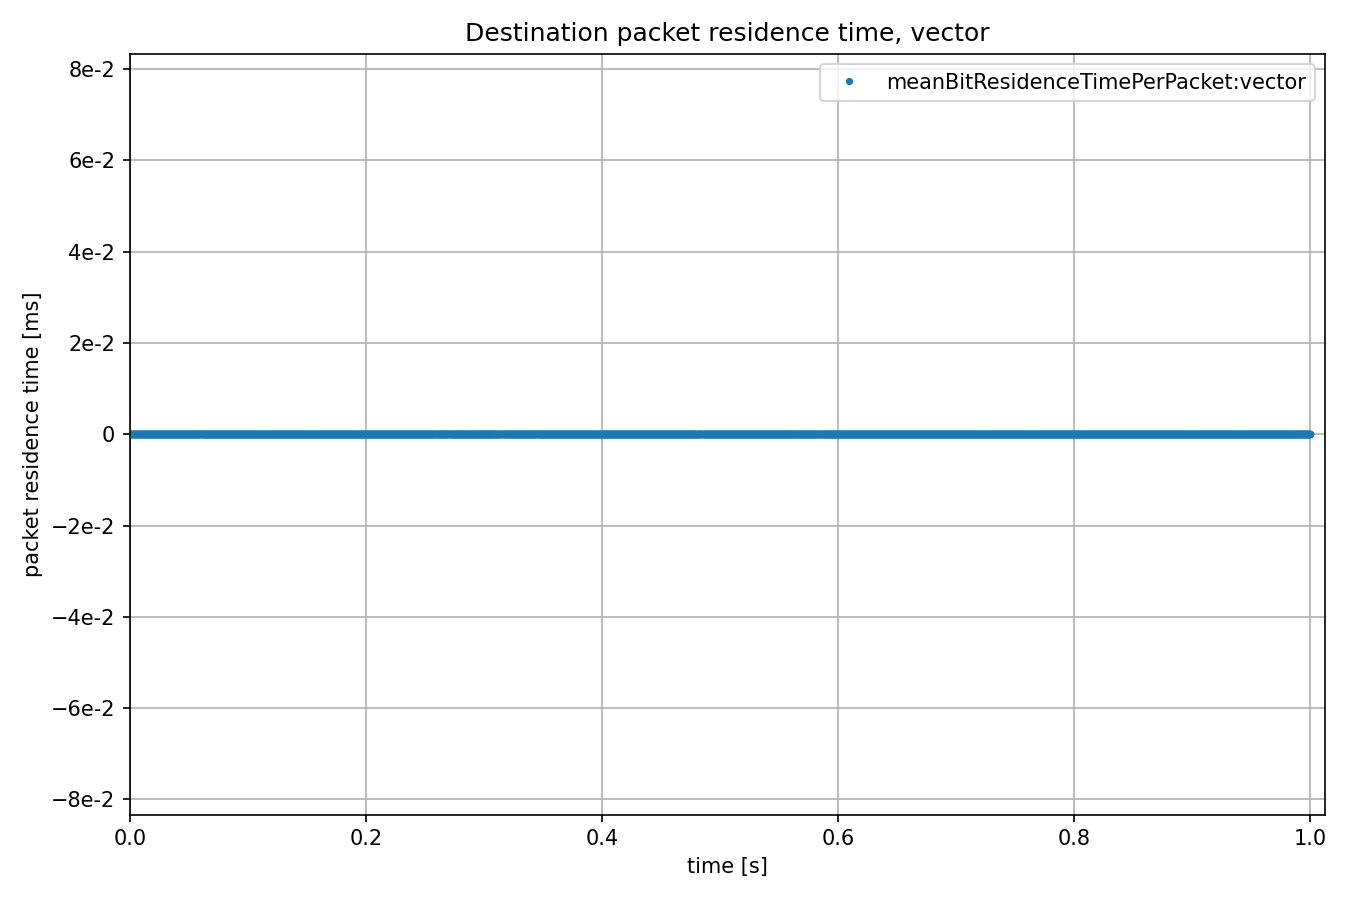 Destination packet residence time, vector
meanBitResidenceTimePerPacket:vector
8e-2
6e-2
4e-2
2e-2
0
−2e-2
−4e-2
−6e-2
−8e-2
packet residence time [ms]
0.0 0.2 0.4 0.6 0.8 1.0
time [s]